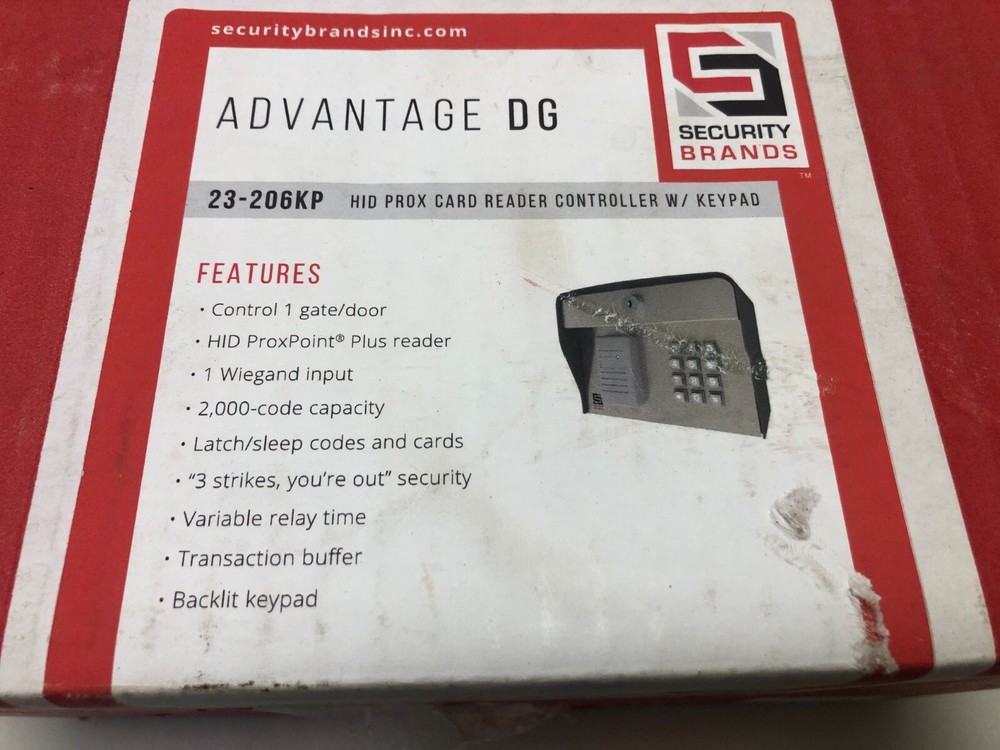 securitybrandsinc.com
SECURITY
BRANDS
TM
ADVANTAGE DG
23-206KP HID PROX CARD READER CONTROLLER W/ KEYPAD
FEATURES
• Control 1 gate/door
• HID ProxPoint® Plus reader
• 1 Wiegand input
• 2,000-code capacity
• Latch/sleep codes and cards
• “3 strikes, you’re out” security
• Variable relay time
• Transaction buffer
• Backlit keypad